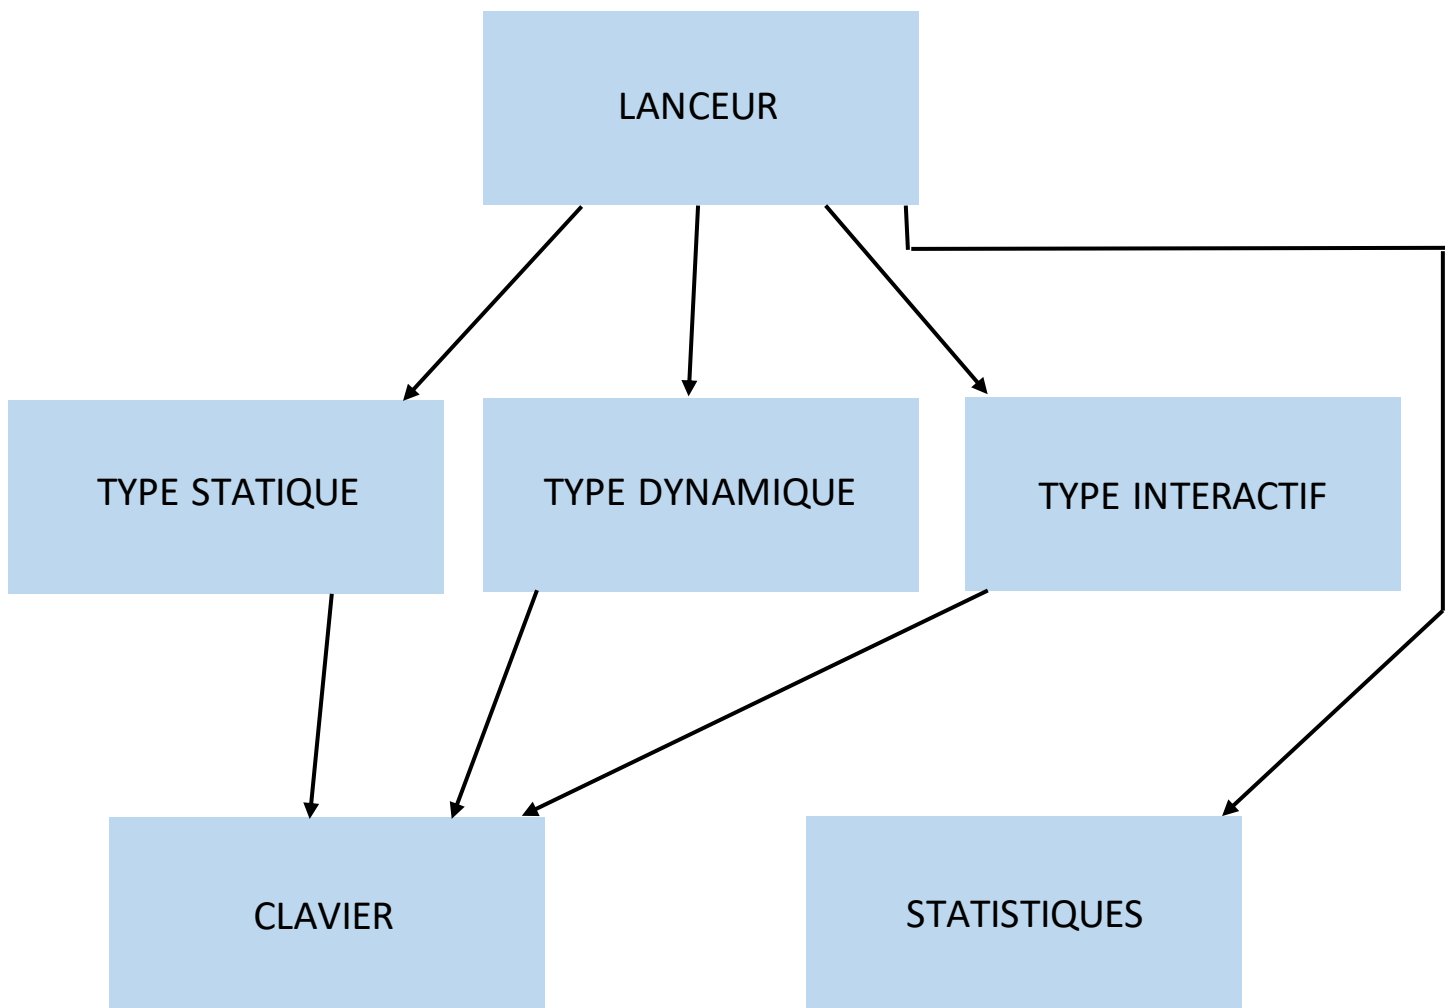 LANCEUR
TYPE STATIQUE
TYPE DYNAMIQUE
TYPE INTERACTIF
CLAVIER
STATISTIQUES